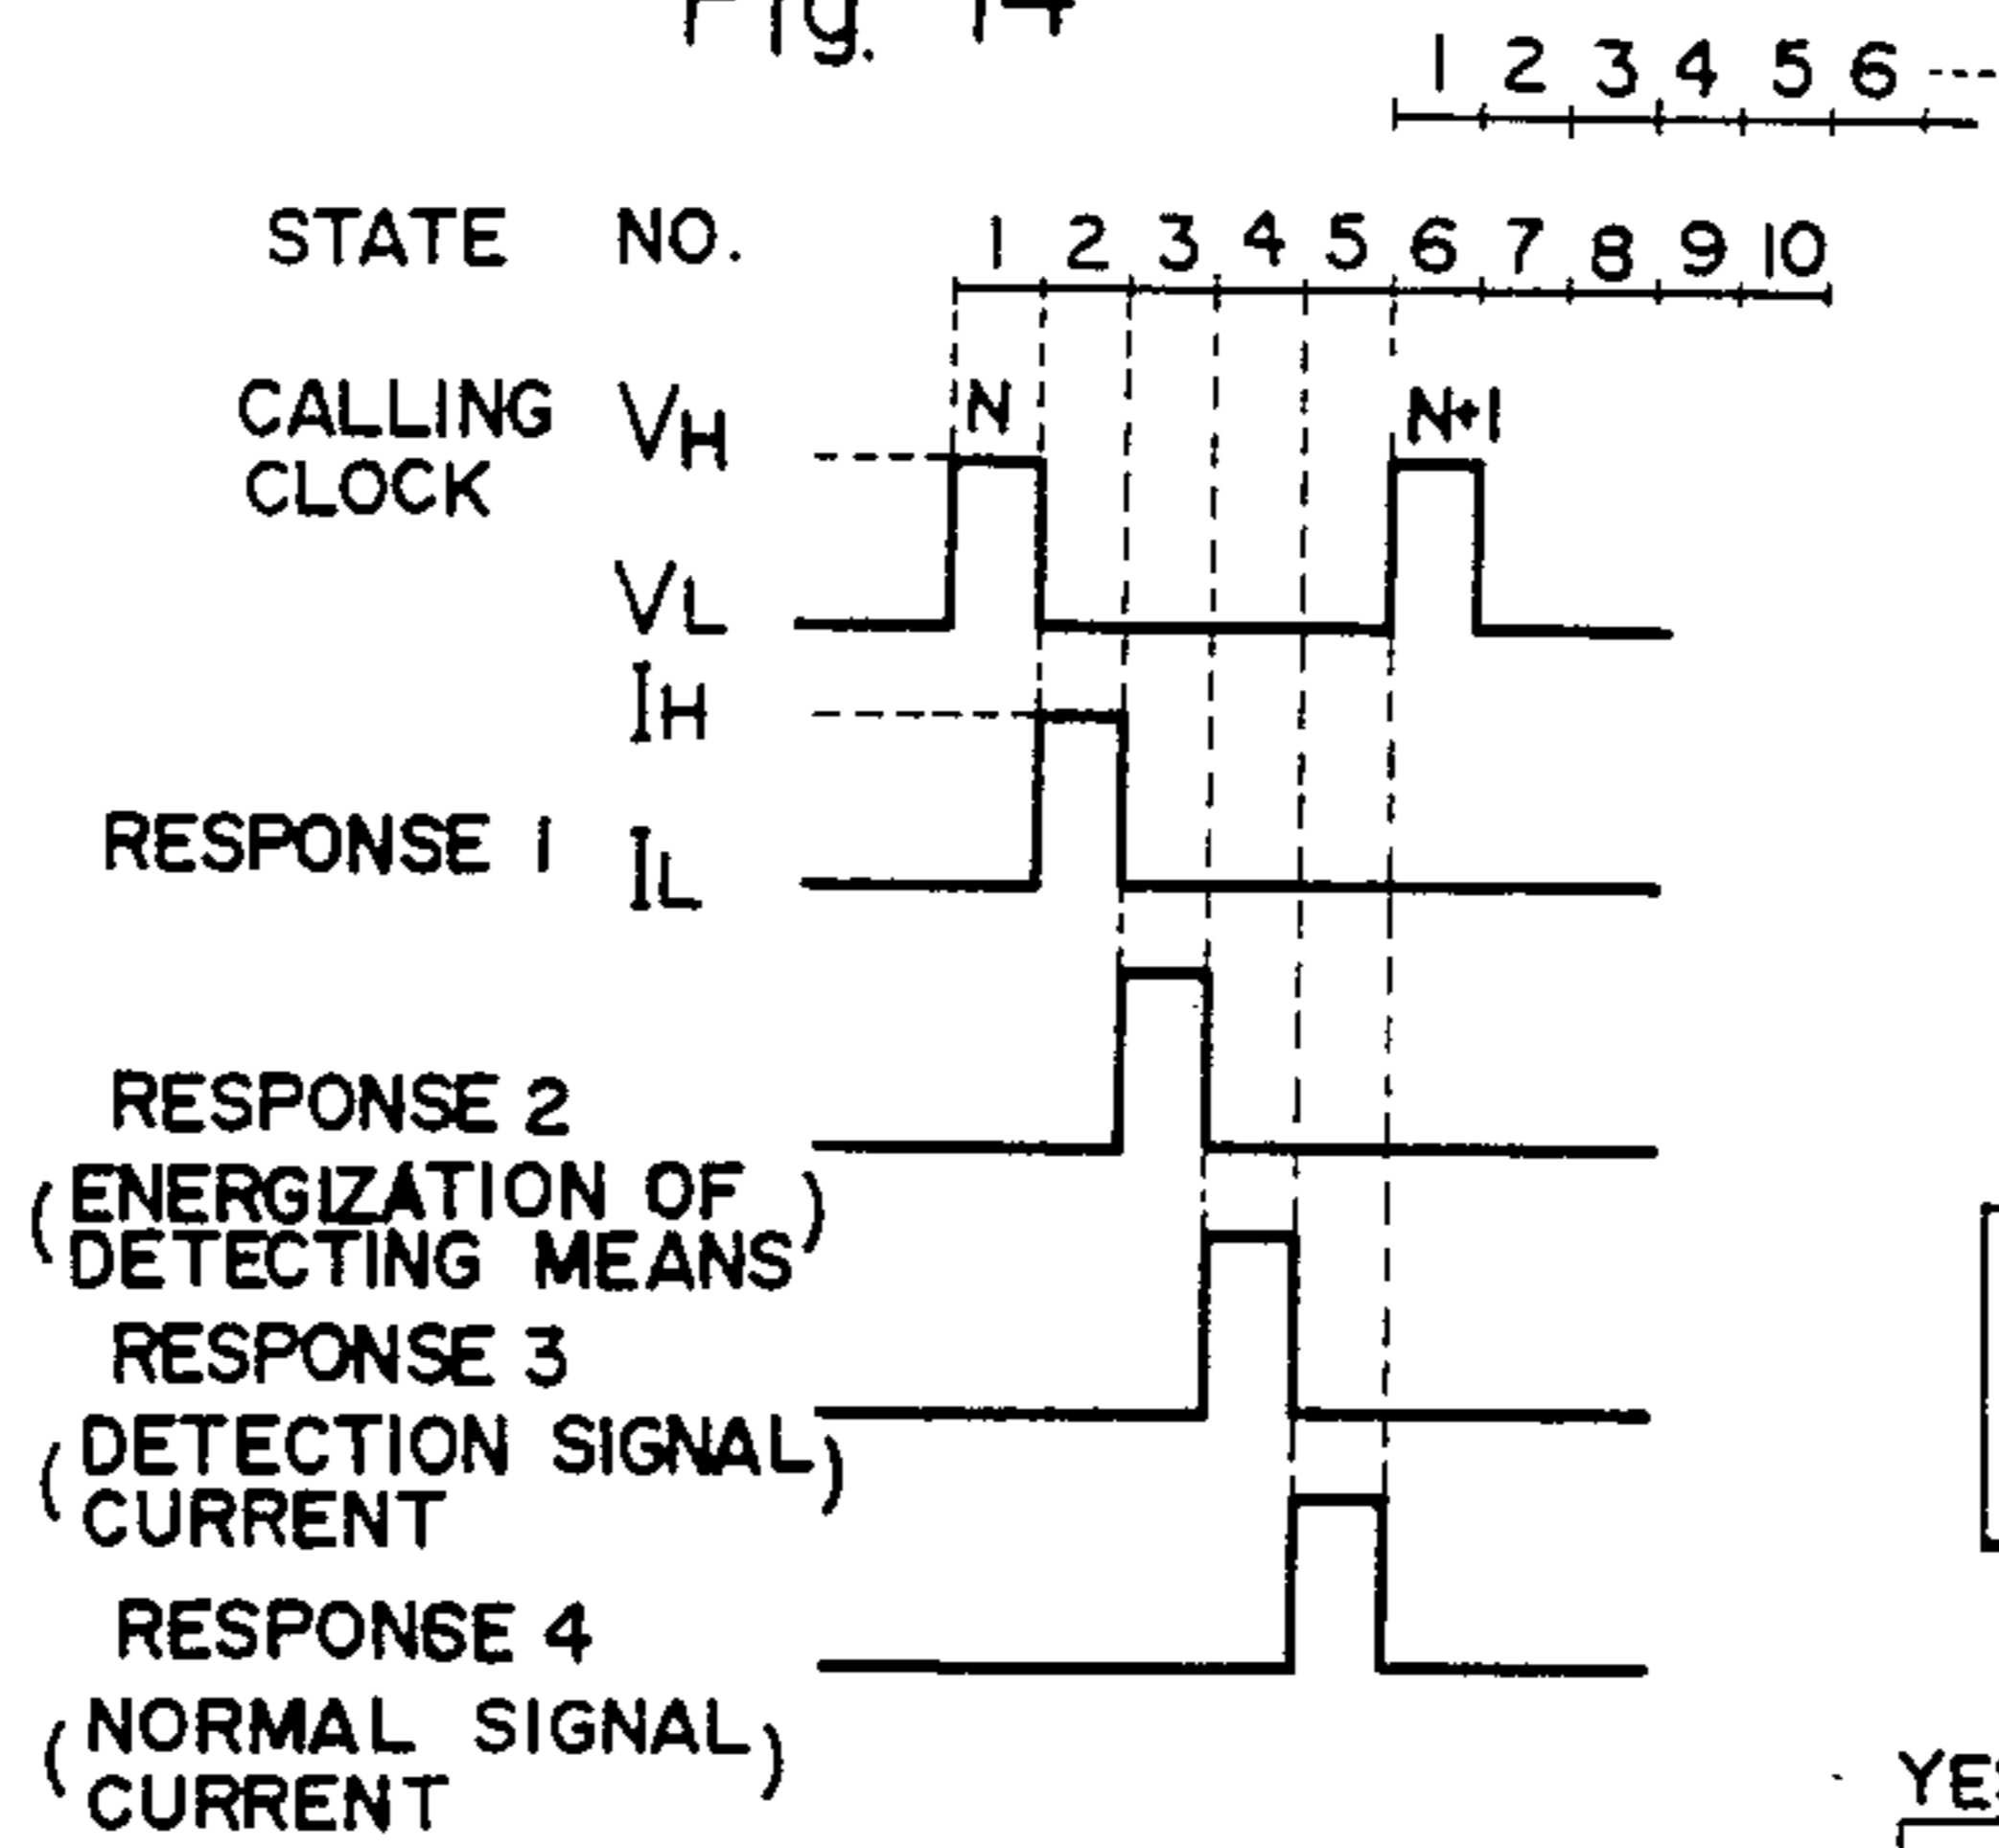 Fig. 14
1 2 3 4 5 6 ----
STATE NO. 1 2 3 4 5 6 7 8 9 10
CALLING CLOCK VH N N+1
VL
IH
RESPONSE 1 IL
RESPONSE 2
(ENERGIZATION OF
DETECTING MEANS)
RESPONSE 3
(DETECTION SIGNAL
CURRENT)
RESPONSE 4
(NORMAL SIGNAL
CURRENT)